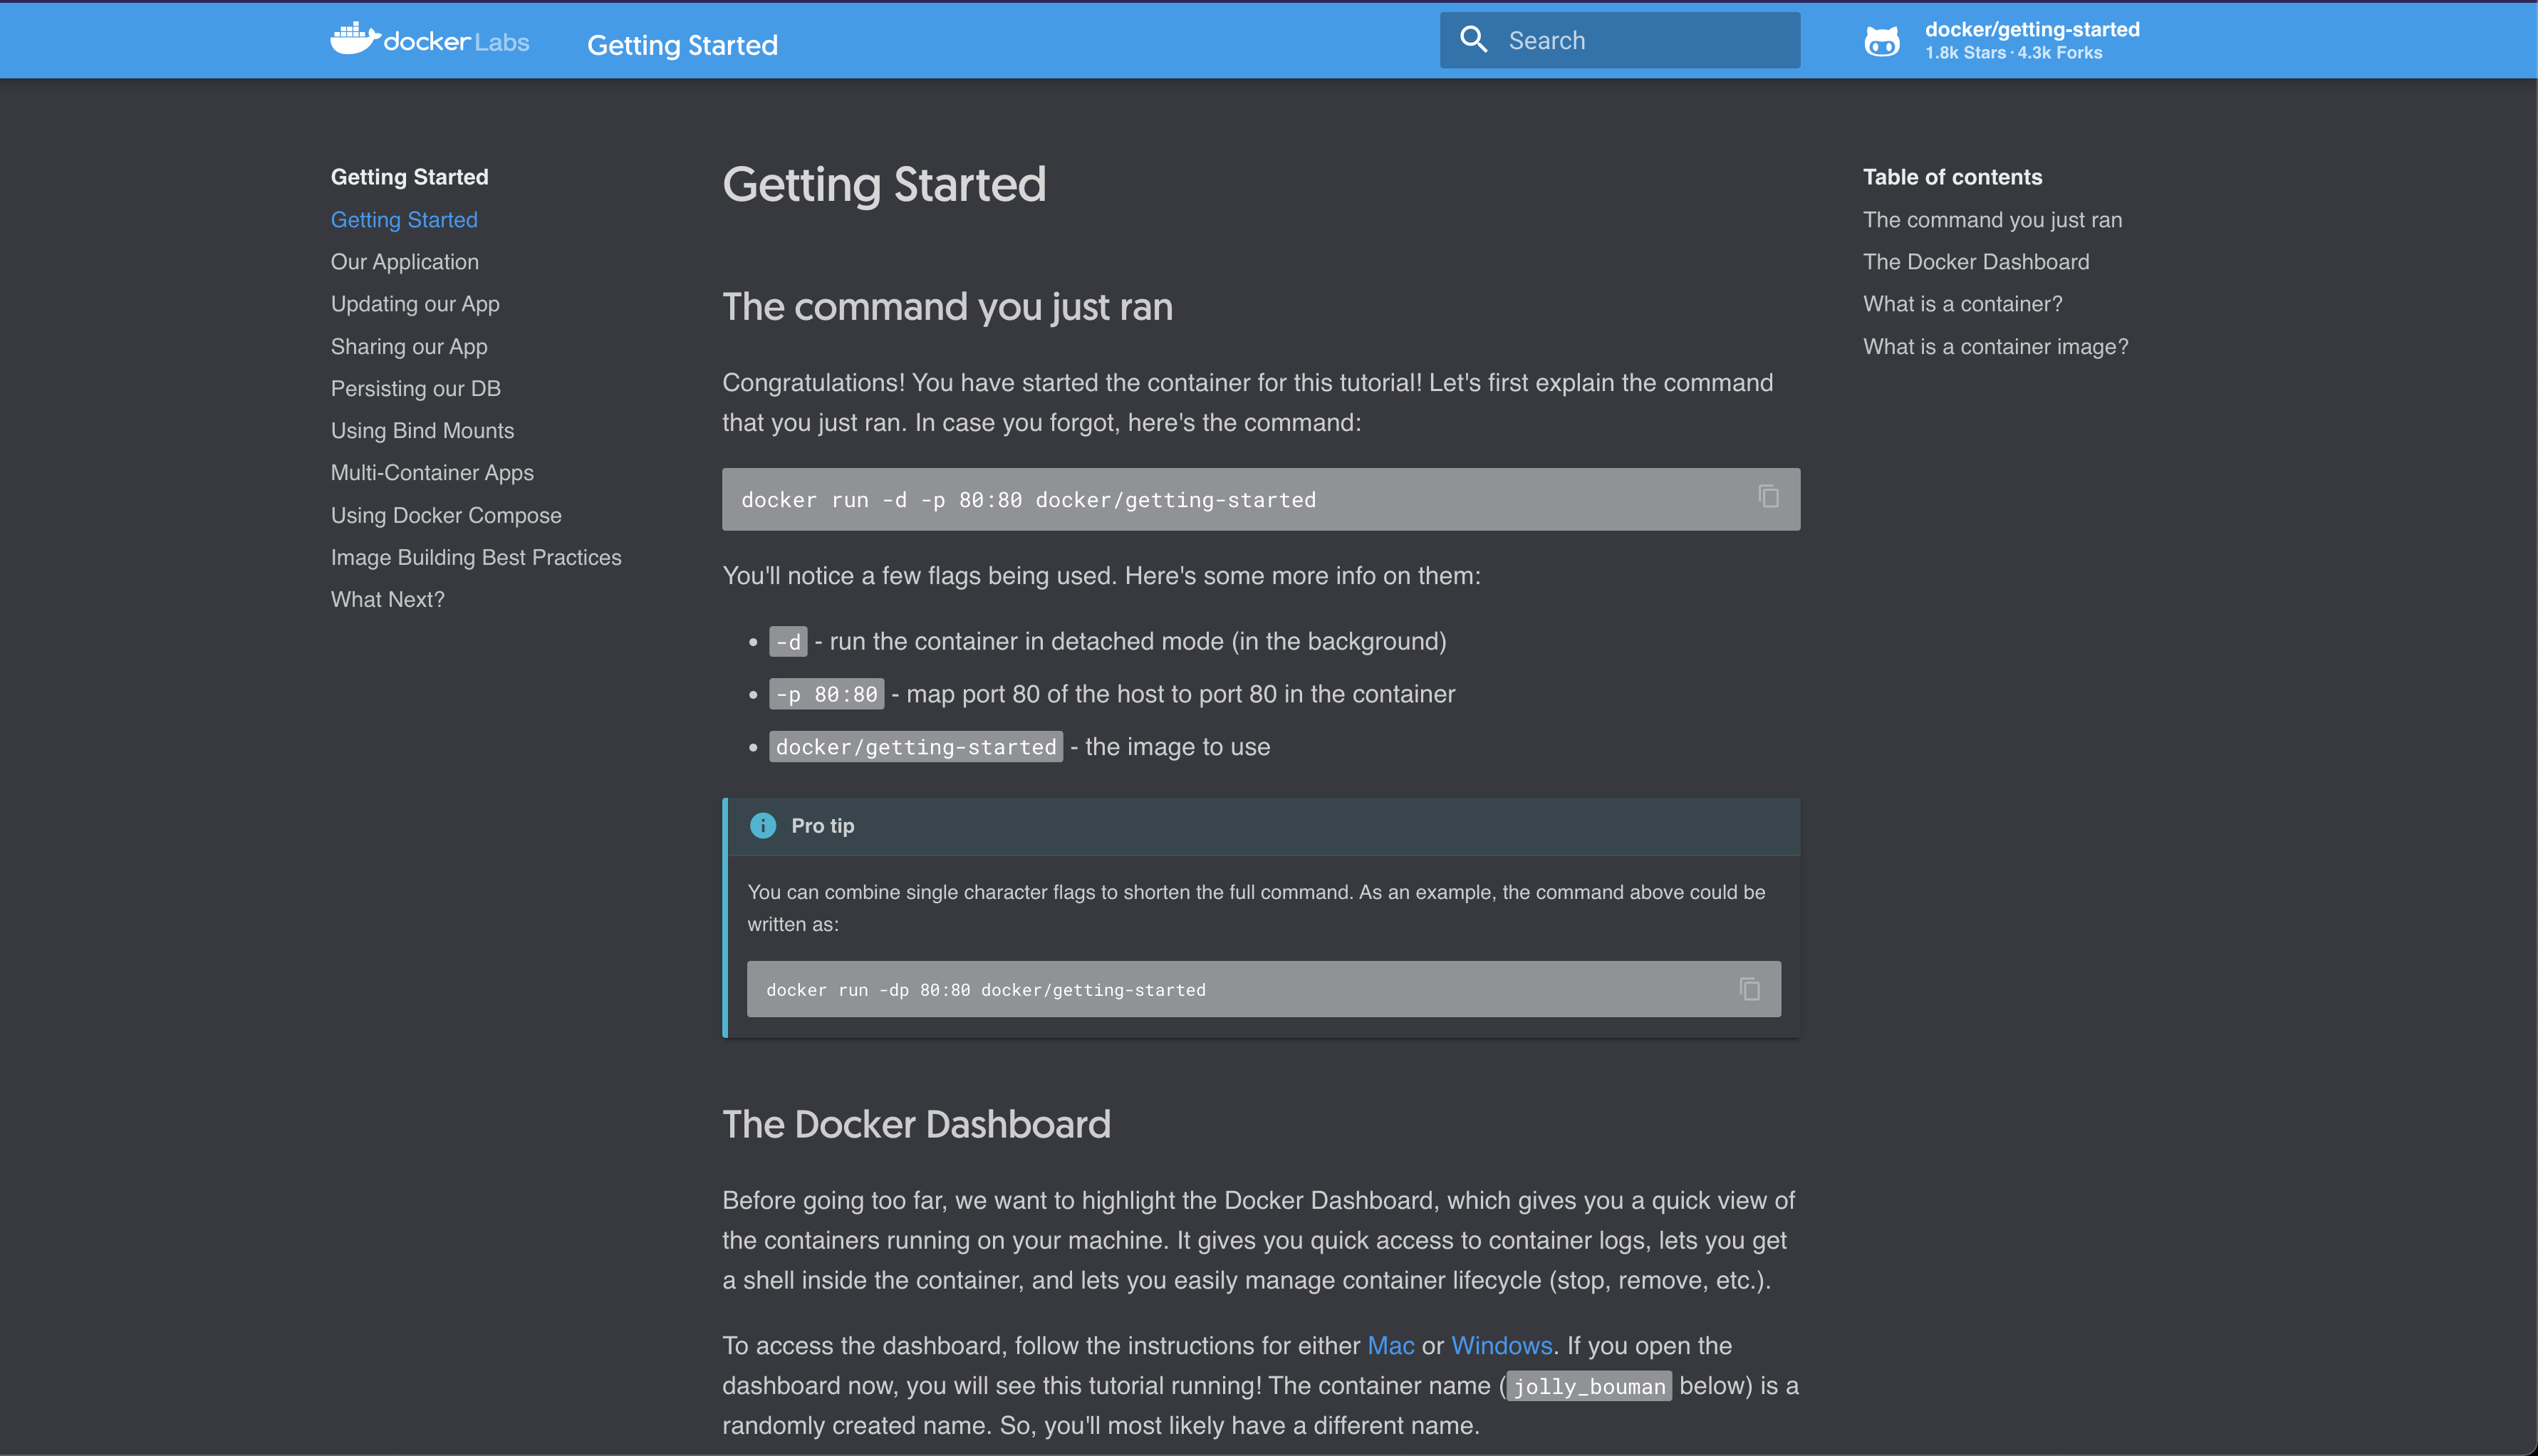 docker Labs
Getting Started
Search
docker/getting-started
1.8k Stars · 4.3k Forks
Getting Started
Getting Started
Our Application
Updating our App
Sharing our App
Persisting our DB
Using Bind Mounts
Multi-Container Apps
Using Docker Compose
Image Building Best Practices
What Next?
Getting Started
The command you just ran
Congratulations! You have started the container for this tutorial! Let's first explain the command
that you just ran. In case you forgot, here's the command:
docker run -d -p 80:80 docker/getting-started
You'll notice a few flags being used. Here's some more info on them:
• -d - run the container in detached mode (in the background)
• -p 80:80 - map port 80 of the host to port 80 in the container
• docker/getting-started - the image to use
Pro tip
You can combine single character flags to shorten the full command. As an example, the command above could be
written as:
docker run -dp 80:80 docker/getting-started
The Docker Dashboard
Before going too far, we want to highlight the Docker Dashboard, which gives you a quick view of
the containers running on your machine. It gives you quick access to container logs, lets you get
a shell inside the container, and lets you easily manage container lifecycle (stop, remove, etc.).
To access the dashboard, follow the instructions for either Mac or Windows. If you open the
dashboard now, you will see this tutorial running! The container name (jolly_bouman below) is a
randomly created name. So, you'll most likely have a different name.
Table of contents
The command you just ran
The Docker Dashboard
What is a container?
What is a container image?